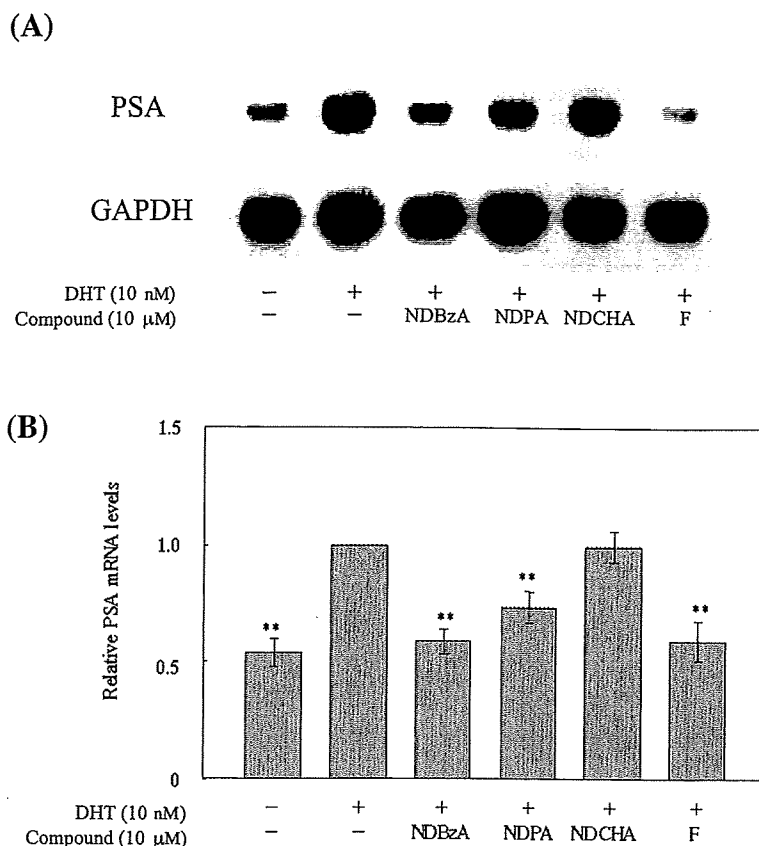 (A)
PSA
GAPDH
DHT (10 nM) − + + + + +
Compound (10 μM) − − NDBzA NDPA NDCHA F
(B)
Relative PSA mRNA levels
1.5
1.0
0.5
0
** ** ** **
DHT (10 nM) − + + + + +
Compound (10 μM) − − NDBzA NDPA NDCHA F